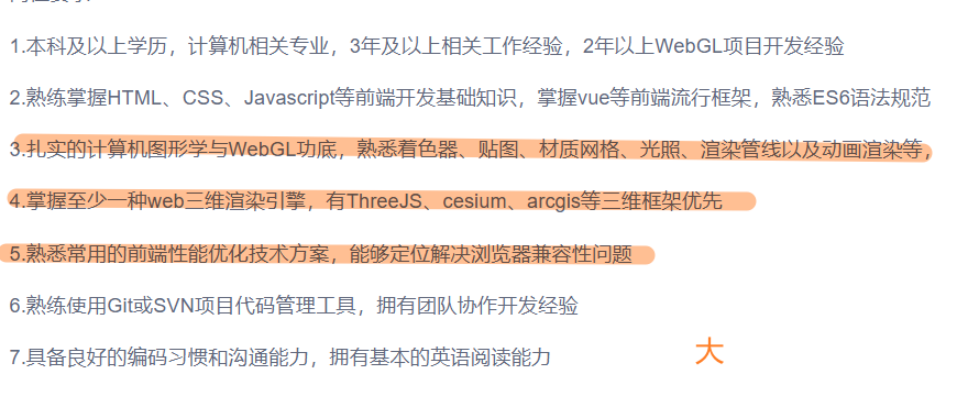 1.本科及以上学历，计算机相关专业，3年及以上相关工作经验，2年以上WebGL项目开发经验
2.熟练掌握HTML、CSS、Javascript等前端开发基础知识，掌握vue等前端流行框架，熟悉ES6语法规范
3.扎实的计算机图形学与WebGL功底，熟悉着色器、贴图、材质网格、光照、渲染管线以及动画渲染等，
4.掌握至少一种web三维渲染引擎，有ThreeJS、cesium、arcgis等三维框架优先
5.熟悉常用的前端性能优化技术方案，能够定位解决浏览器兼容性问题
6.熟练使用Git或SVN项目代码管理工具，拥有团队协作开发经验
7.具备良好的编码习惯和沟通能力，拥有基本的英语阅读能力
大